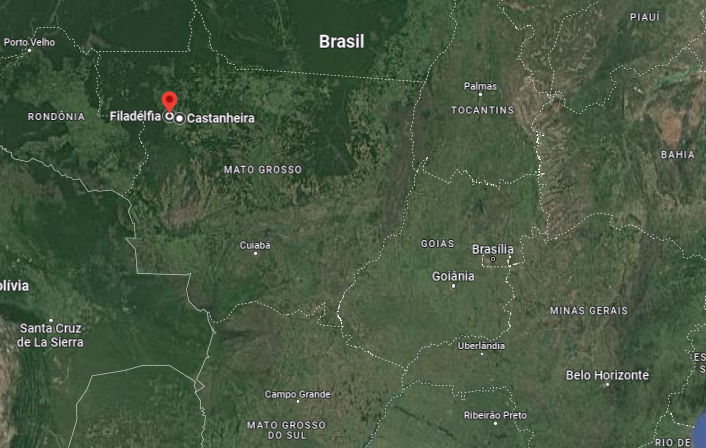 PIAUÍ
Porto Velho
Brasil
Palmas
TOCANTINS
RONDÔNIA
Filadélfia
Castanheira
BAHIA
MATO GROSSO
Cuiabá
GOIÁS
Brasília
Goiânia
olívia
MINAS GERAIS
Santa Cruz
de La Sierra
Uberlândia
ES
S
Belo Horizonte
Campo Grande
Ribeirão Preto
MATO GROSSO
DO SUL
RIO DE